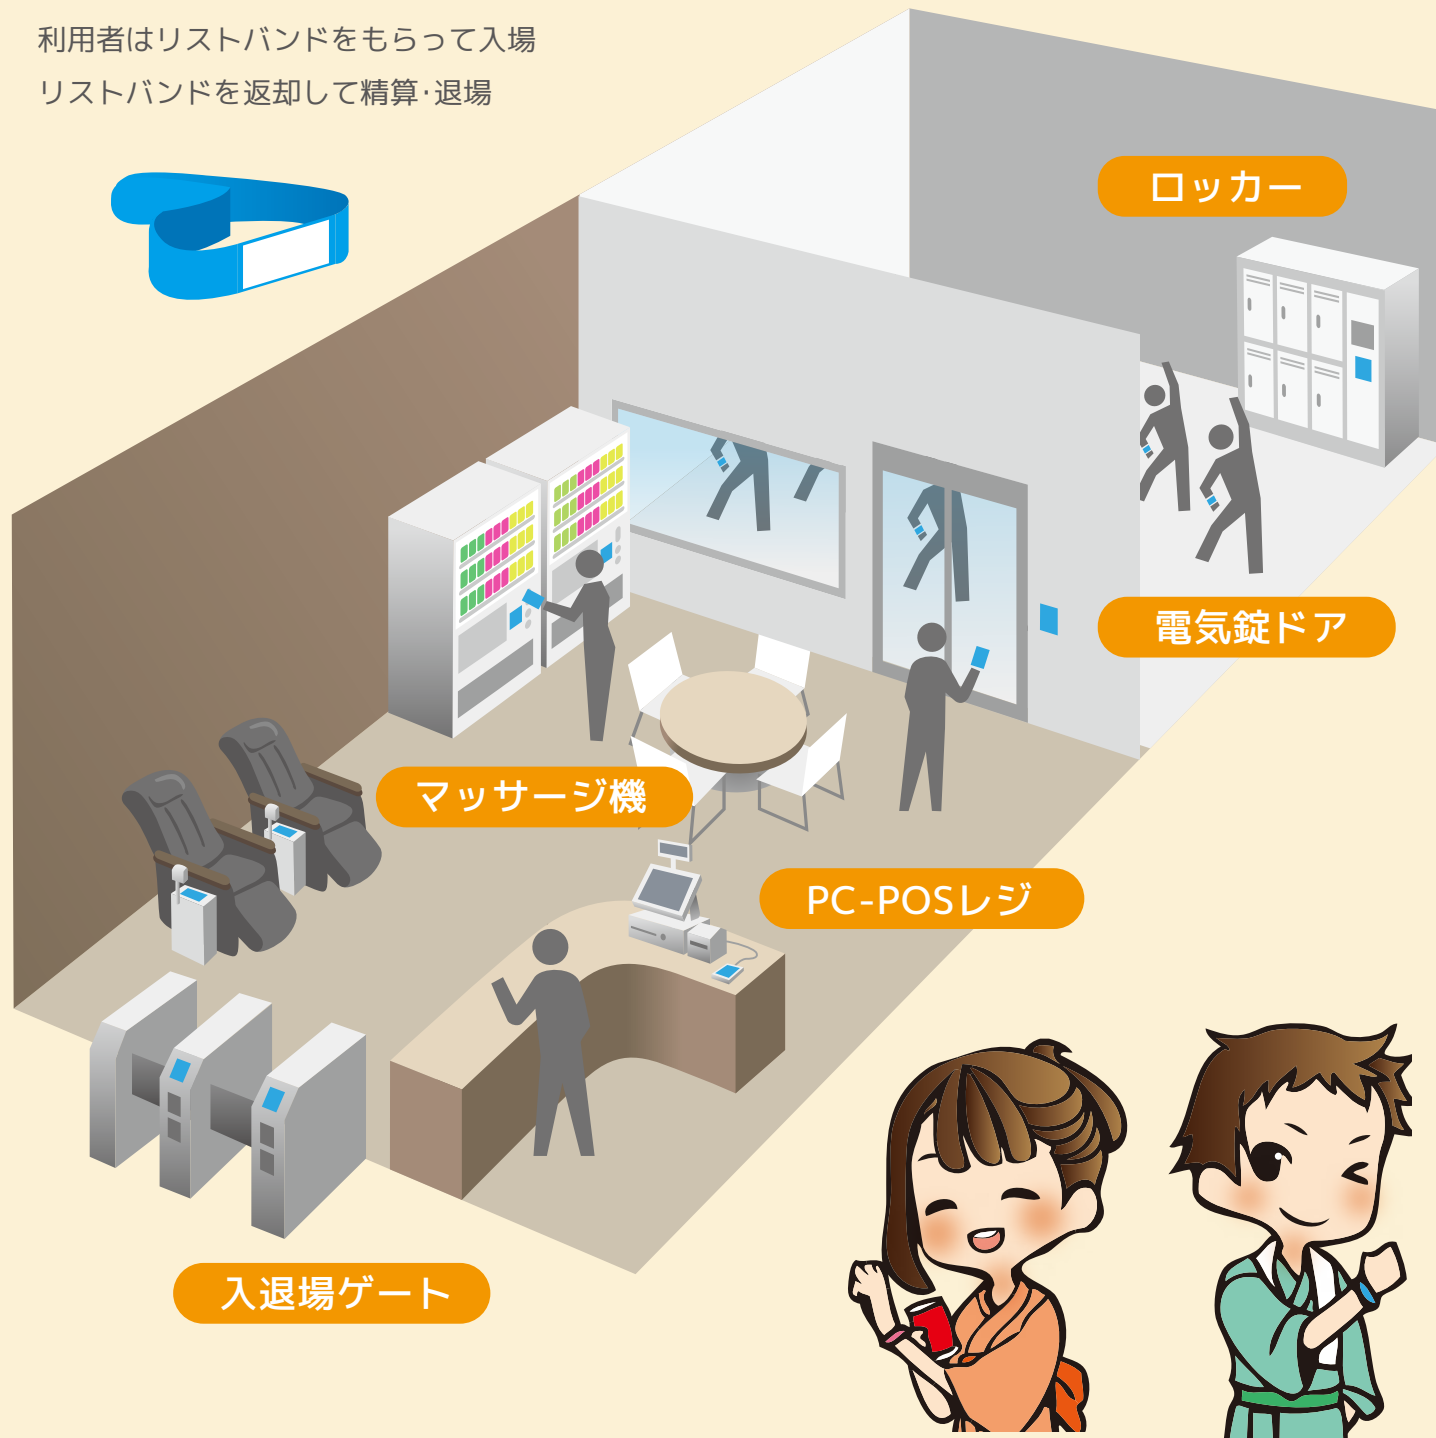 利用者はリストバンドをもらって入場
リストバンドを返却して精算・退場
ロッカー
電気錠ドア
マッサージ機
PC-POSレジ
入退場ゲート